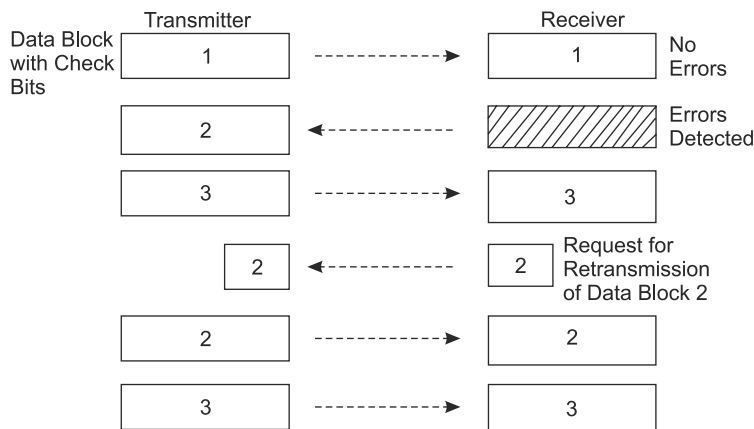 Transmitter
Receiver
Data Block
with Check
Bits
1
1
No
Errors
2
Errors
Detected
3
3
2
2
Request for
Retransmission
of Data Block 2
2
2
3
3